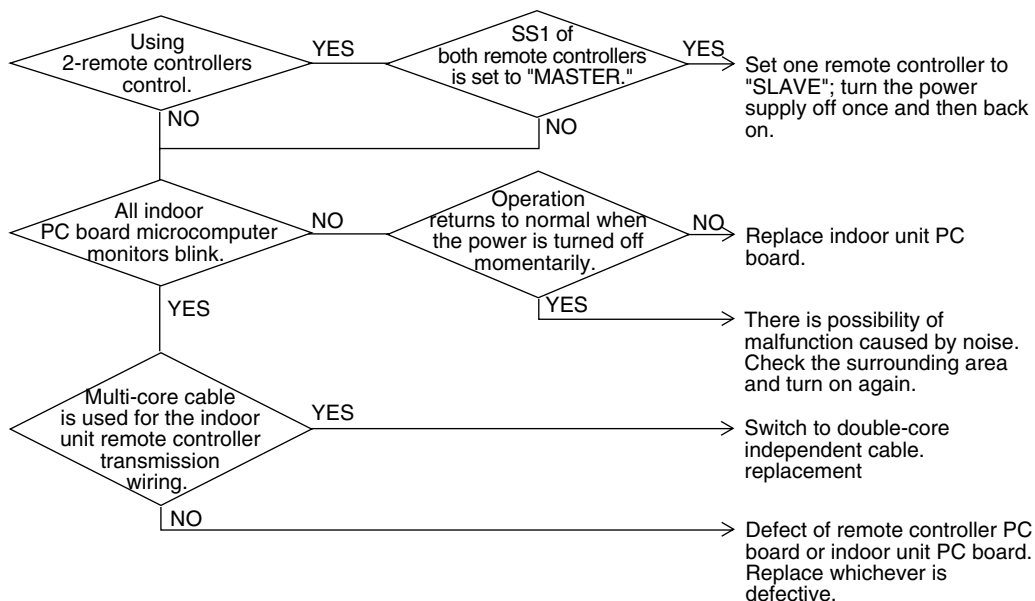 Using
2-remote controllers
control.
YES
SS1 of
both remote controllers
is set to "MASTER."
YES
Set one remote controller to
"SLAVE"; turn the power
supply off once and then back
on.
NO
NO
All indoor
PC board microcomputer
monitors blink.
NO
Operation
returns to normal when
the power is turned off
momentarily.
NO
Replace indoor unit PC
board.
YES
YES
There is possibility of
malfunction caused by noise.
Check the surrounding area
and turn on again.
Multi-core cable
is used for the indoor
unit remote controller
transmission
wiring.
YES
Switch to double-core
independent cable.
replacement
NO
Defect of remote controller PC
board or indoor unit PC board.
Replace whichever is
defective.